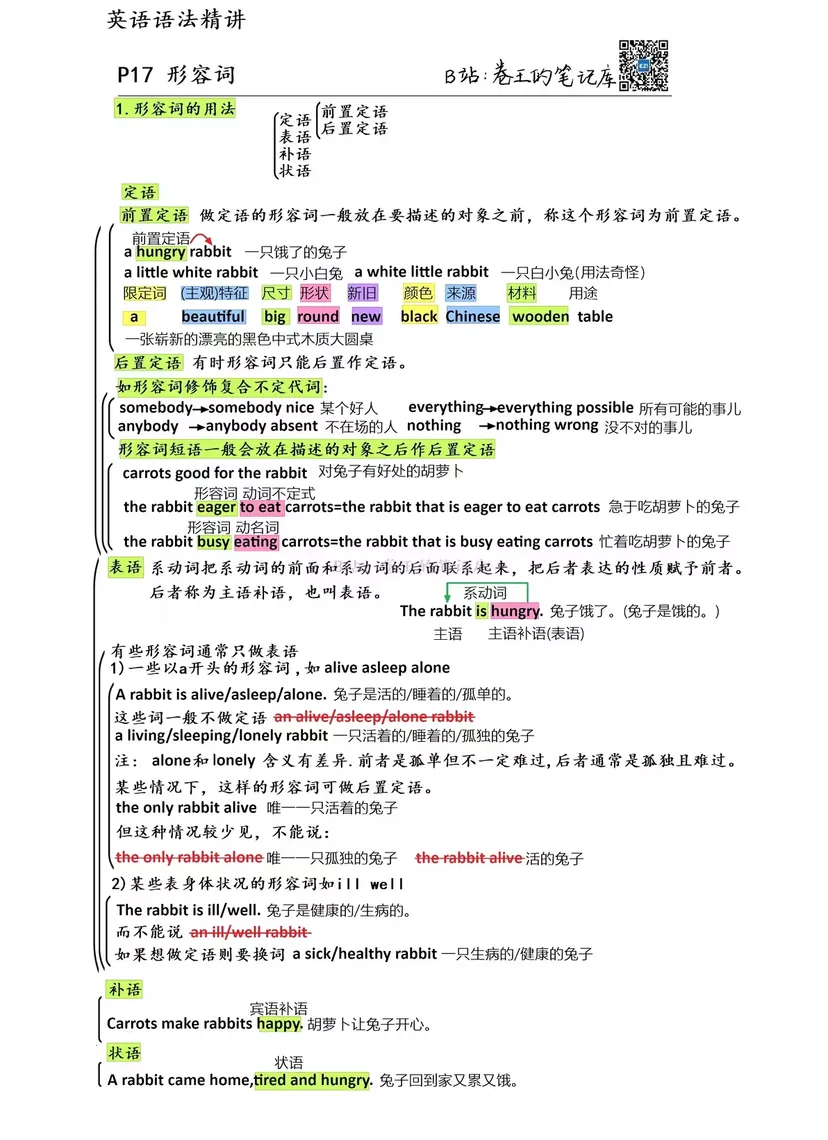 英语语法精讲
P17 形容词
B站:卷王的笔记库
1.形容词的用法
定语 前置定语
后置定语
表语
补语
状语
定语
前置定语 做定语的形容词一般放在要描述的对象之前，称这个形容词为前置定语。
前置定语
a hungry rabbit 一只饿了的兔子
a little white rabbit 一只小白兔 a white little rabbit 一只白小兔(用法奇怪)
限定词 (主观)特征 尺寸 形状 新旧 颜色 来源 材料 用途
a beautiful big round new black Chinese wooden table
一张崭新的漂亮的黑色中式木质大圆桌
后置定语 有时形容词只能后置作定语。
如形容词修饰复合不定代词:
somebody→somebody nice 某个好人 everything→everything possible 所有可能的事儿
anybody →anybody absent 不在场的人 nothing →nothing wrong 没不对的事儿
形容词短语一般会放在描述的对象之后作后置定语
carrots good for the rabbit 对兔子有好处的胡萝卜
形容词 动词不定式
the rabbit eager to eat carrots=the rabbit that is eager to eat carrots 急于吃胡萝卜的兔子
形容词 动名词
the rabbit busy eating carrots=the rabbit that is busy eating carrots 忙着吃胡萝卜的兔子
表语 系动词把系动词的前面和系动词的后面联系起来，把后者表达的性质赋予前者。
后者称为主语补语，也叫表语。
系动词
The rabbit is hungry. 兔子饿了。(兔子是饿的。)
主语 主语补语(表语)
有些形容词通常只做表语
1)一些以a开头的形容词,如 alive asleep alone
A rabbit is alive/asleep/alone. 兔子是活的/睡着的/孤单的。
这些词一般不做定语 an alive/asleep/alone rabbit
a living/sleeping/lonely rabbit 一只活着的/睡着的/孤独的兔子
注: alone和lonely 含义有差异.前者是孤单但不一定难过,后者通常是孤独且难过。
某些情况下，这样的形容词可做后置定语。
the only rabbit alive 唯一一只活着的兔子
但这种情况较少见，不能说:
the only rabbit alone 唯一一只孤独的兔子 the rabbit alive 活的兔子
2)某些表身体状况的形容词如ill well
The rabbit is ill/well. 兔子是健康的/生病的。
而不能说 an ill/well rabbit
如果想做定语则要换词 a sick/healthy rabbit 一只生病的/健康的兔子
补语
宾语补语
Carrots make rabbits happy. 胡萝卜让兔子开心。
状语
状语
A rabbit came home,tired and hungry. 兔子回到家又累又饿。